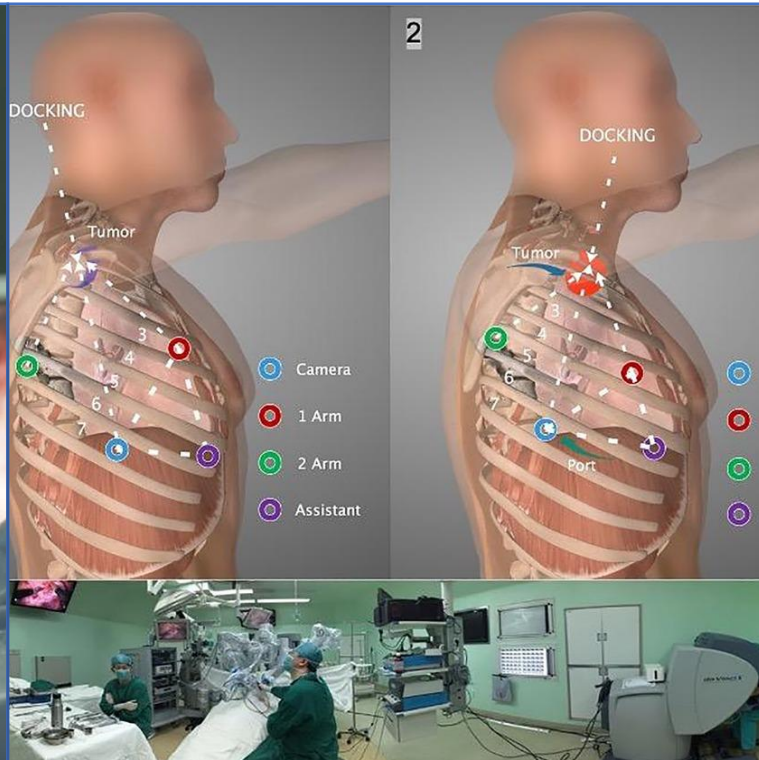 DOCKING
Tumor
3
4
5
6
7
Camera
1 Arm
2 Arm
Assistant
2
DOCKING
Tumor
3
4
5
6
7
Port